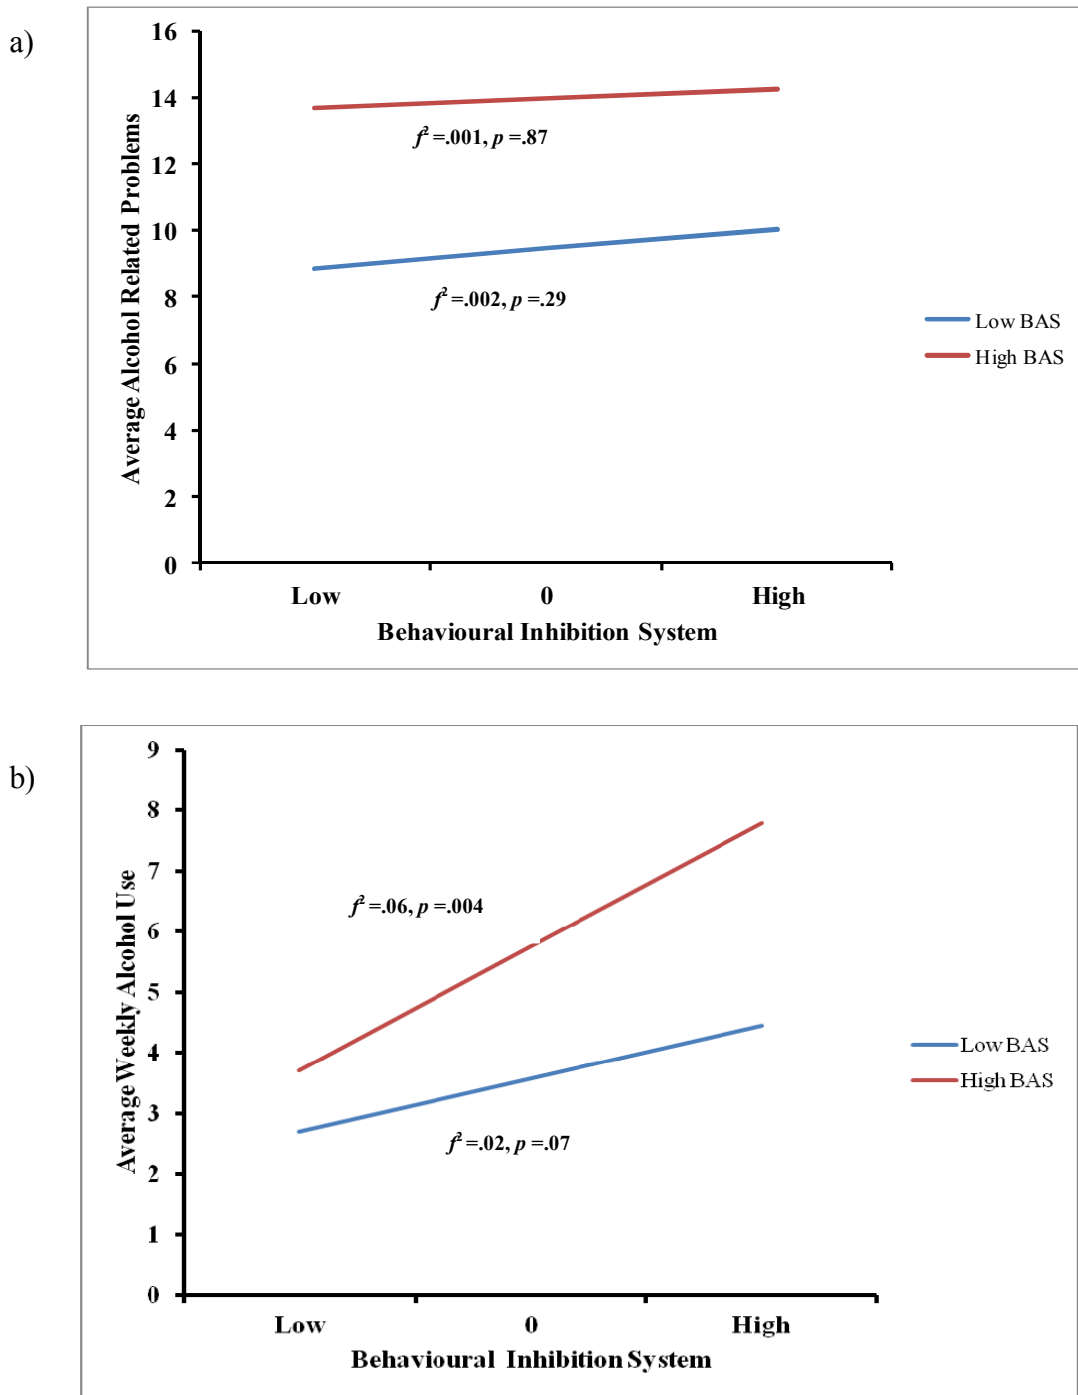 a)
16
14
12
10
8
6
4
2
0
Average Alcohol Related Problems
f² =.001, p =.87
f² =.002, p =.29
Low BAS
High BAS
Low 0 High
Behavioural Inhibition System
b)
9
8
7
6
5
4
3
2
1
0
Average Weekly Alcohol Use
f² =.06, p =.004
f² =.02, p =.07
Low BAS
High BAS
Low 0 High
Behavioural Inhibition System